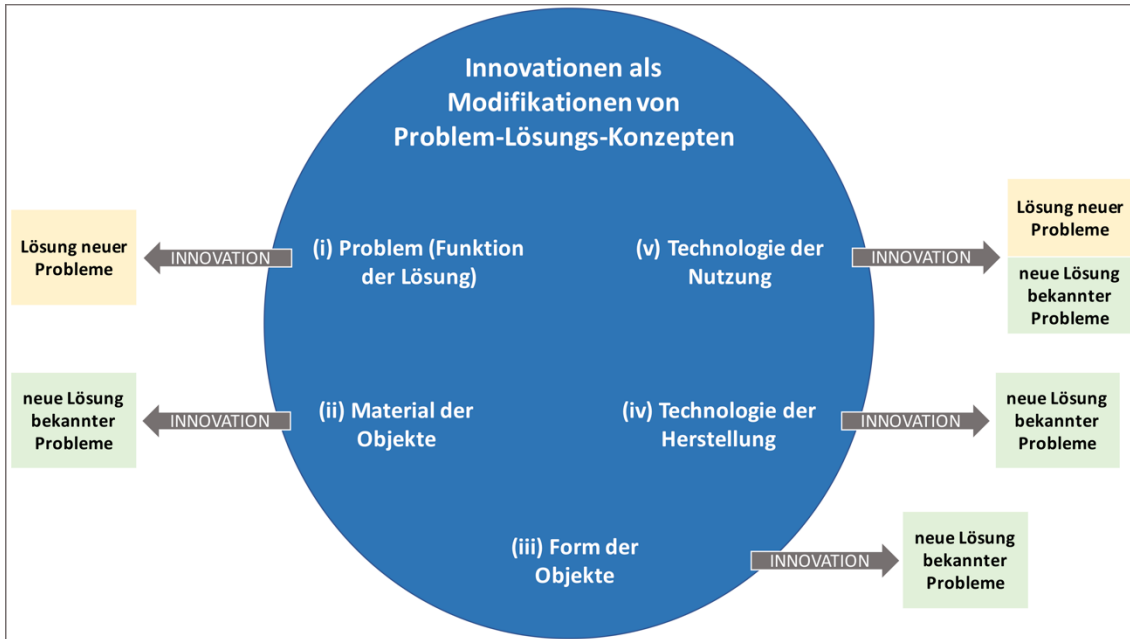 Innovationen als
Modifikationen von
Problem-Lösungs-Konzepten
Lösung neuer
Probleme
INNOVATION
(i) Problem (Funktion
der Lösung)
(v) Technologie der
Nutzung
INNOVATION
Lösung neuer
Probleme
neue Lösung
bekannter
Probleme
neue Lösung
bekannter
Probleme
INNOVATION
(ii) Material der
Objekte
(iv) Technologie der
Herstellung
INNOVATION
neue Lösung
bekannter
Probleme
(iii) Form der
Objekte
INNOVATION
neue Lösung
bekannter
Probleme